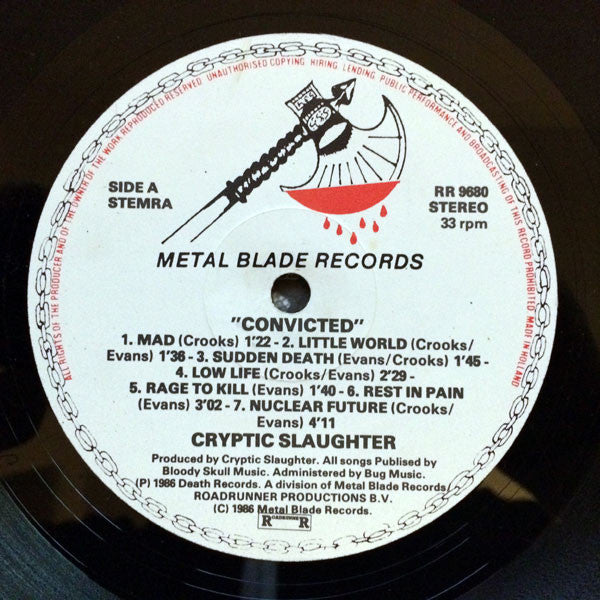 ALL RIGHTS OF THE PRODUCER AND OF THE OWNER OF THE WORK REPRODUCED RESERVED. UNAUTHORISED COPYING, HIRING, LENDING, PUBLIC PERFORMANCE AND BROADCASTING OF THIS RECORD PROHIBITED. MADE IN HOLLAND
SIDE A
STEMRA
RR 9680
STEREO
33 rpm
METAL BLADE RECORDS
"CONVICTED"
1. MAD (Crooks) 1'22 - 2. LITTLE WORLD (Crooks/
Evans) 1'36 - 3. SUDDEN DEATH (Evans/Crooks) 1'45 -
4. LOW LIFE (Crooks/Evans) 2'29 -
5. RAGE TO KILL (Evans) 1'40 - 6. REST IN PAIN
(Evans) 3'02 - 7. NUCLEAR FUTURE (Crooks/
Evans) 4'11
CRYPTIC SLAUGHTER
Produced by Cryptic Slaughter. All songs Publised by
Bloody Skull Music. Administered by Bug Music.
(P) 1986 Death Records. A division of Metal Blade Records
ROADRUNNER PRODUCTIONS B.V.
(C) 1986 Metal Blade Records.
ROADRUNNER